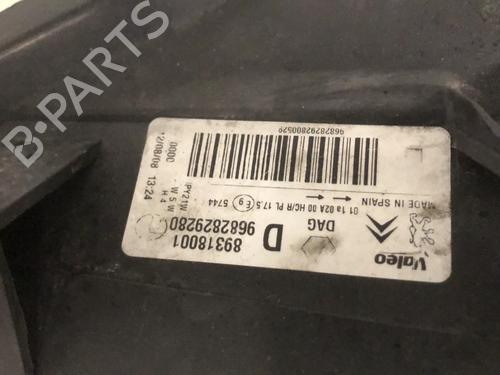 Valeo
MADE IN SPAIN
L
01 1a 02A 00 HC/R PL 17,5 E9 5744
PY21W
W5W
H4
0000
12/08/08 13:24
DAG
D 9682829280
89318001
9682829280052
B-PARTS